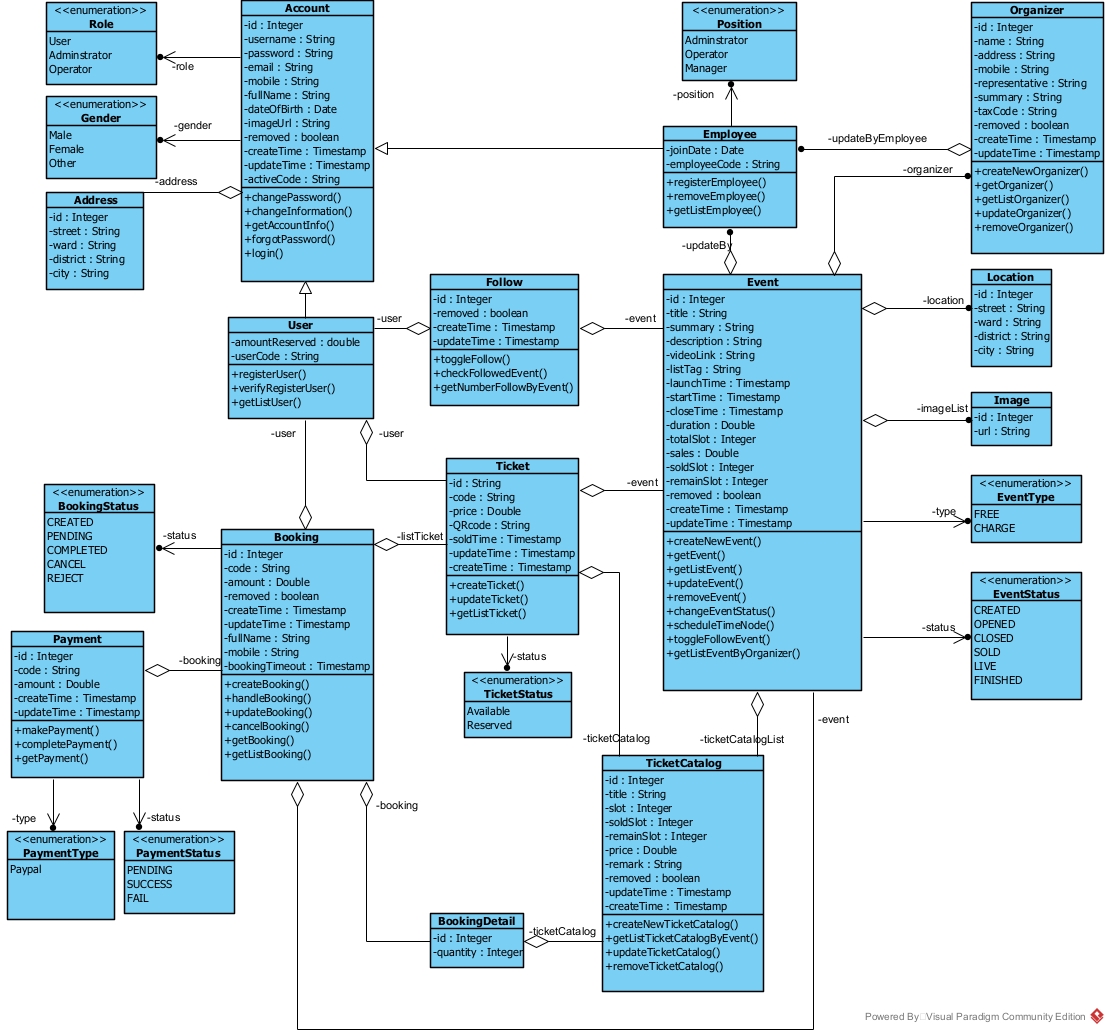 <<enumeration>>
Role
User
Adminstrator
Operator
-role
<<enumeration>>
Gender
Male
Female
Other
-gender
-address
Address
-id : Integer
-street : String
-ward : String
-district : String
-city : String
Account
-id : Integer
-username : String
-password : String
-email : String
-mobile : String
-fullName : String
-dateOfBirth : Date
-imageUrl : String
-removed : boolean
-createTime : Timestamp
-updateTime : Timestamp
-activeCode : String
+changePassword()
+changeInformation()
+getAccountInfo()
+forgotPassword()
+login()
<<enumeration>>
Position
Adminstrator
Operator
Manager
-position
Employee
-joinDate : Date
-employeeCode : String
+registerEmployee()
+removeEmployee()
+getListEmployee()
-updateByEmployee
-organizer
-updateBy
Organizer
-id : Integer
-name : String
-address : String
-mobile : String
-representative : String
-summary : String
-taxCode : String
-removed : boolean
-createTime : Timestamp
-updateTime : Timestamp
+createNewOrganizer()
+getOrganizer()
+getListOrganizer()
+updateOrganizer()
+removeOrganizer()
User
-amountReserved : double
-userCode : String
+registerUser()
+verifyRegisterUser()
+getListUser()
-user
Follow
-id : Integer
-removed : boolean
-createTime : Timestamp
-updateTime : Timestamp
+toggleFollow()
+checkFollowedEvent()
+getNumberFollowByEvent()
-event
Event
-id : Integer
-title : String
-summary : String
-description : String
-videoLink : String
-listTag : String
-launchTime : Timestamp
-startTime : Timestamp
-closeTime : Timestamp
-duration : Double
-totalSlot : Integer
-sales : Double
-soldSlot : Integer
-remainSlot : Integer
-removed : boolean
-createTime : Timestamp
-updateTime : Timestamp
+createNewEvent()
+getEvent()
+getListEvent()
+updateEvent()
+removeEvent()
+changeEventStatus()
+scheduleTimeNode()
+toggleFollowEvent()
+getListEventByOrganizer()
-location
Location
-id : Integer
-street : String
-ward : String
-district : String
-city : String
-imageList
Image
-id : Integer
-url : String
-type
<<enumeration>>
EventType
FREE
CHARGE
-status
<<enumeration>>
EventStatus
CREATED
OPENED
CLOSED
SOLD
LIVE
FINISHED
-user
-user
Ticket
-id : String
-code : String
-price : Double
-QRcode : String
-soldTime : Timestamp
-updateTime : Timestamp
-createTime : Timestamp
+createTicket()
+updateTicket()
+getListTicket()
-event
-listTicket
-status
<<enumeration>>
TicketStatus
Available
Reserved
<<enumeration>>
BookingStatus
CREATED
PENDING
COMPLETED
CANCEL
REJECT
-status
Booking
-id : Integer
-code : String
-amount : Double
-removed : boolean
-createTime : Timestamp
-updateTime : Timestamp
-fullName : String
-mobile : String
-bookingTimeout : Timestamp
+createBooking()
+handleBooking()
+updateBooking()
+cancelBooking()
+getBooking()
+getListBooking()
Payment
-id : Integer
-code : String
-amount : Double
-createTime : Timestamp
-updateTime : Timestamp
+makePayment()
+completePayment()
+getPayment()
-booking
-type
-status
<<enumeration>>
PaymentType
Paypal
<<enumeration>>
PaymentStatus
PENDING
SUCCESS
FAIL
-booking
-ticketCatalog
-ticketCatalogList
-event
TicketCatalog
-id : Integer
-title : String
-slot : Integer
-soldSlot : Integer
-remainSlot : Integer
-price : Double
-remark : String
-removed : boolean
-updateTime : Timestamp
-createTime : Timestamp
+createNewTicketCatalog()
+getListTicketCatalogByEvent()
+updateTicketCatalog()
+removeTicketCatalog()
BookingDetail
-id : Integer
-quantity : Integer
-ticketCatalog
Powered By Visual Paradigm Community Edition